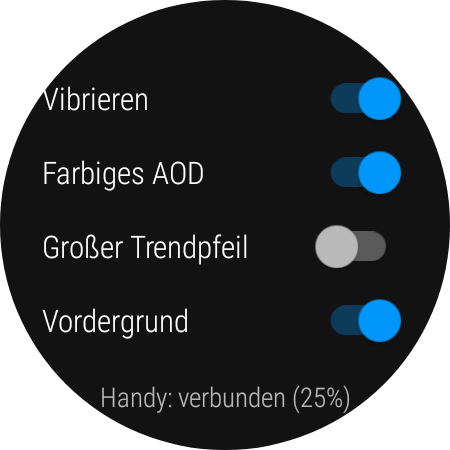 Vibrieren
Farbiges AOD
Großer Trendpfeil
Vordergrund
Handy: verbunden (25%)